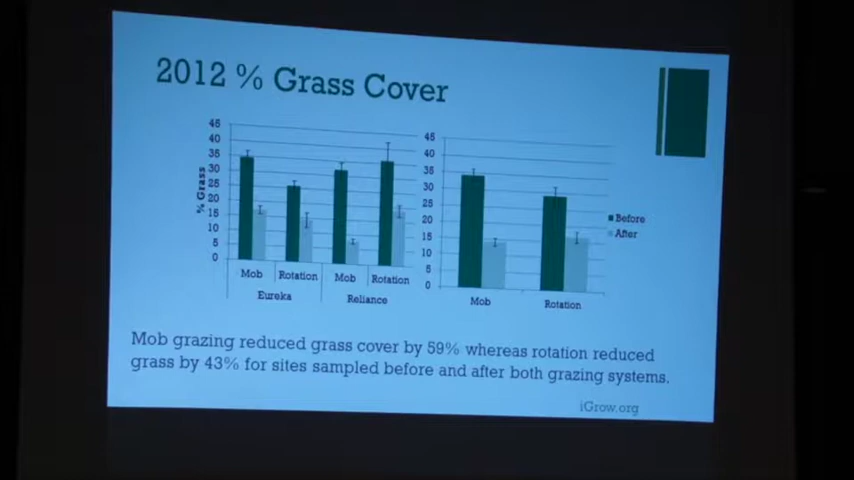 2012 % Grass Cover
% Grass
45
40
35
30
25
20
15
10
5
0
Mob Rotation Mob Rotation
Eureka Reliance
45
40
35
30
25
20
15
10
5
0
Mob Rotation
Before
After
Mob grazing reduced grass cover by 59% whereas rotation reduced
grass by 43% for sites sampled before and after both grazing systems.
iGrow.org